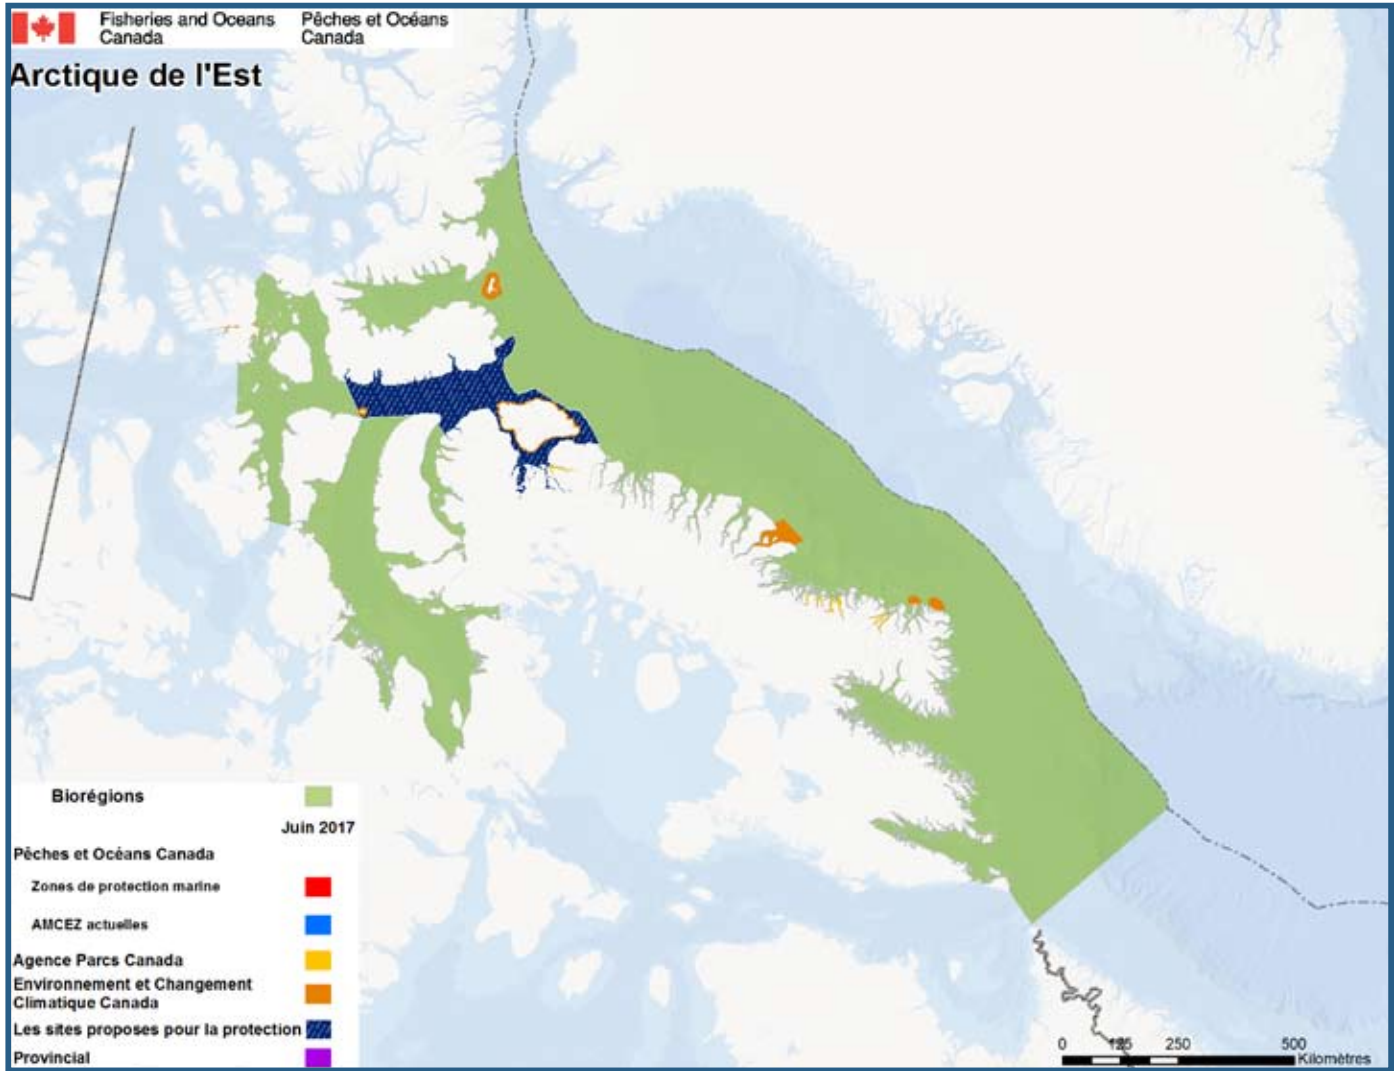 Fisheries and Oceans Canada
Pêches et Océans Canada
Arctique de l'Est
Biorégions
Juin 2017
Pêches et Océans Canada
Zones de protection marine
AMCEZ actuelles
Agence Parcs Canada
Environnement et Changement
Climatique Canada
Les sites proposes pour la protection
Provincial
0 125 250 500
Kilomètres